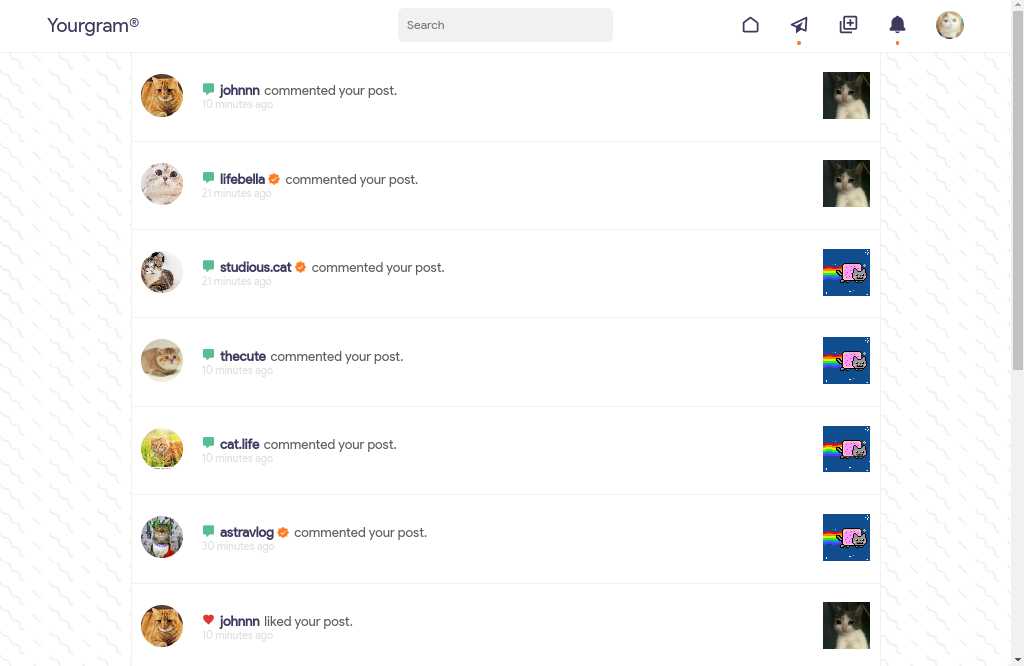 Yourgram®
Search
johnnn commented your post.
10 minutes ago
lifebella commented your post.
21 minutes ago
studious.cat commented your post.
21 minutes ago
thecute commented your post.
10 minutes ago
cat.life commented your post.
10 minutes ago
astravlog commented your post.
30 minutes ago
johnnn liked your post.
10 minutes ago